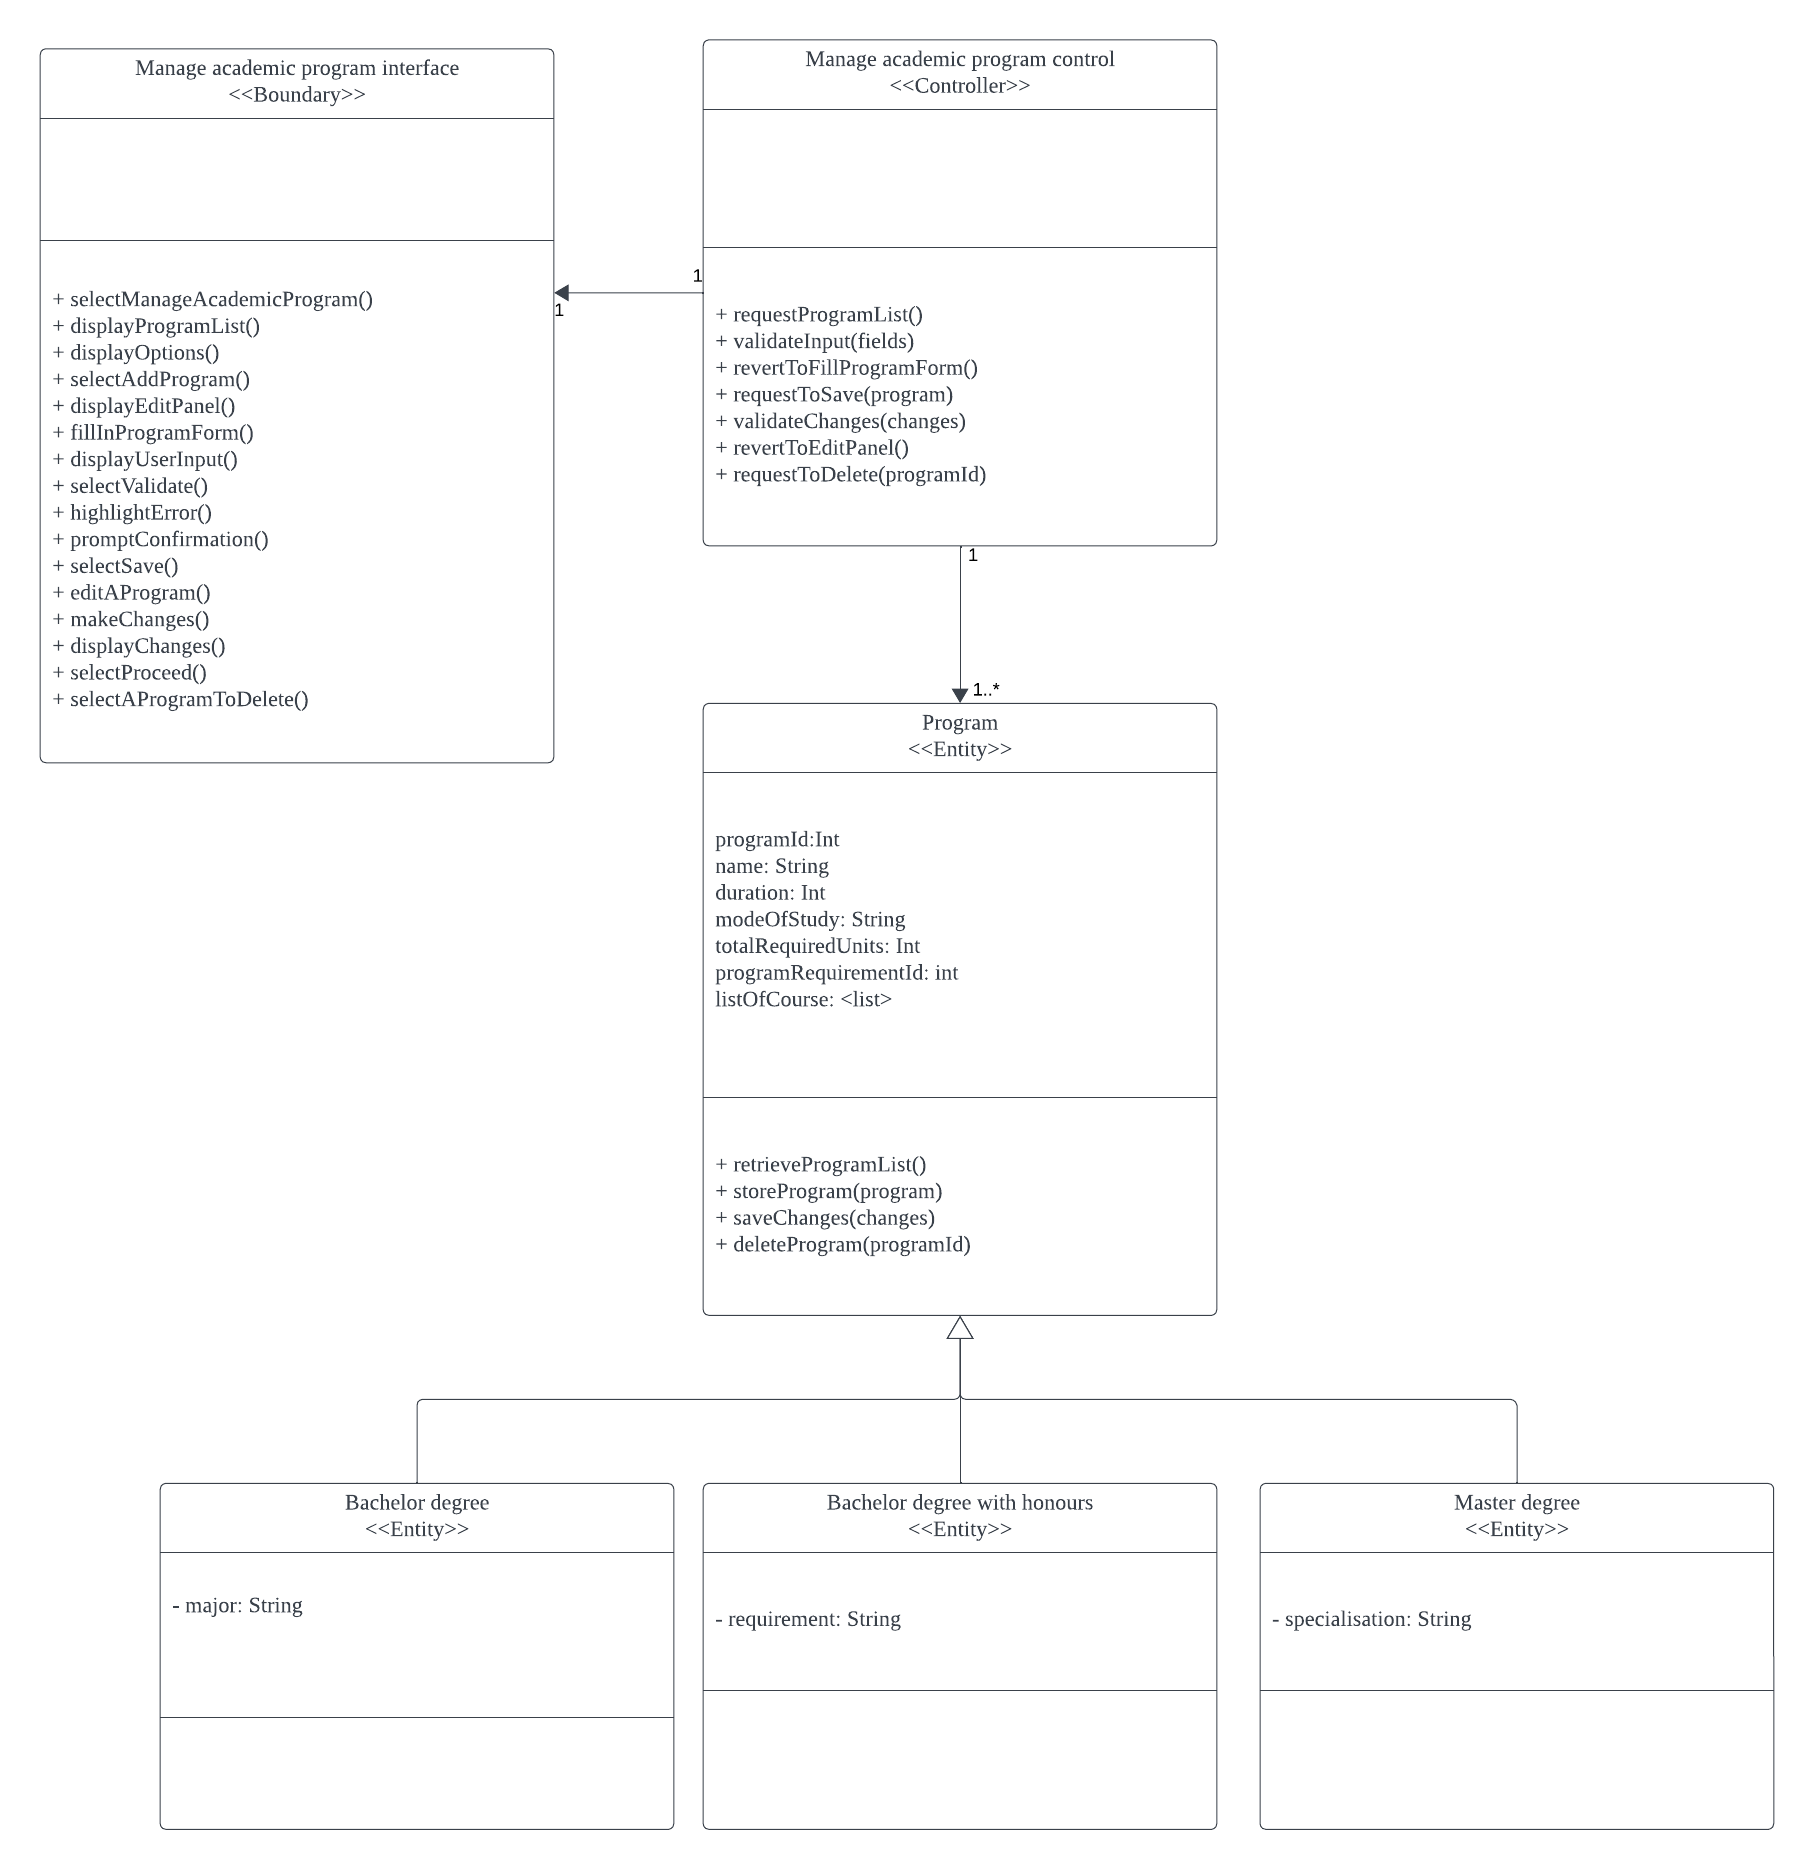 Manage academic program interface
<<Boundary>>
+ selectManageAcademicProgram()
+ displayProgramList()
+ displayOptions()
+ selectAddProgram()
+ displayEditPanel()
+ fillInProgramForm()
+ displayUserInput()
+ selectValidate()
+ highlightError()
+ promptConfirmation()
+ selectSave()
+ editAProgram()
+ makeChanges()
+ displayChanges()
+ selectProceed()
+ selectAProgramToDelete()
1
1
Manage academic program control
<<Controller>>
+ requestProgramList()
+ validateInput(fields)
+ revertToFillProgramForm()
+ requestToSave(program)
+ validateChanges(changes)
+ revertToEditPanel()
+ requestToDelete(programId)
1
1..*
Program
<<Entity>>
programId:Int
name: String
duration: Int
modeOfStudy: String
totalRequiredUnits: Int
programRequirementId: int
listOfCourse: <list>
+ retrieveProgramList()
+ storeProgram(program)
+ saveChanges(changes)
+ deleteProgram(programId)
Bachelor degree
<<Entity>>
- major: String
Bachelor degree with honours
<<Entity>>
- requirement: String
Master degree
<<Entity>>
- specialisation: String